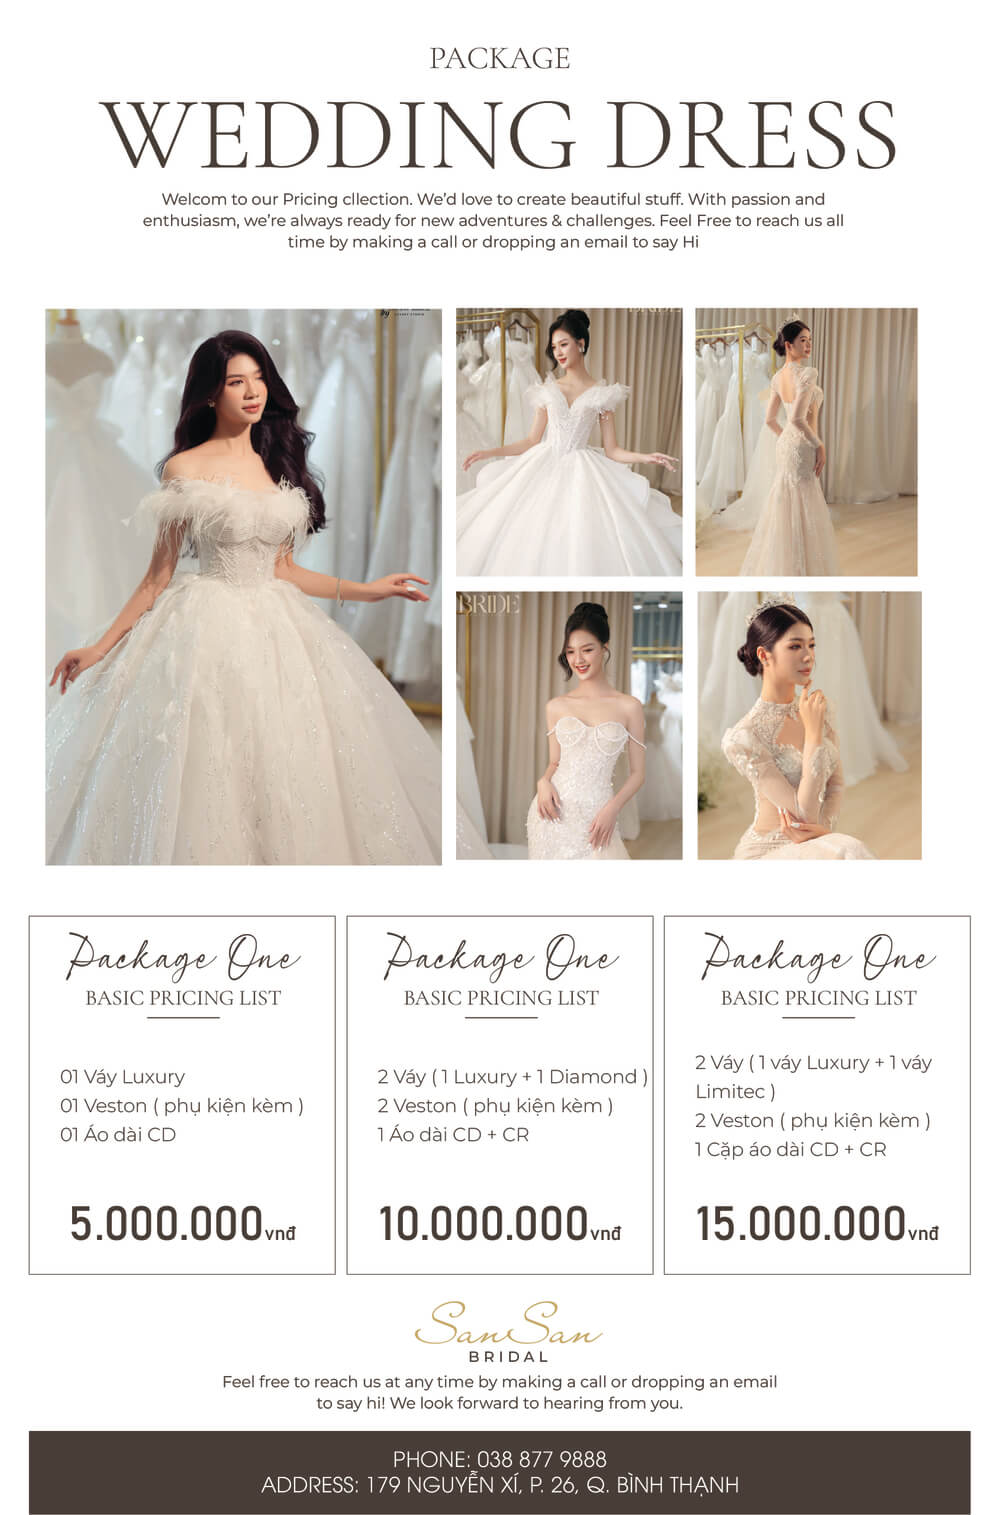 PACKAGE
WEDDING DRESS
Welcom to our Pricing cllection. We’d love to create beautiful stuff. With passion and
enthusiasm, we’re always ready for new adventures & challenges. Feel Free to reach us all
time by making a call or dropping an email to say Hi
BRIDE
Package One
BASIC PRICING LIST
01 Váy Luxury
01 Veston ( phụ kiện kèm )
01 Áo dài CD
5.000.000vnđ
Package One
BASIC PRICING LIST
2 Váy ( 1 Luxury + 1 Diamond )
2 Veston ( phụ kiện kèm )
1 Áo dài CD + CR
10.000.000vnđ
Package One
BASIC PRICING LIST
2 Váy ( 1 váy Luxury + 1 váy
Limitec )
2 Veston ( phụ kiện kèm )
1 Cặp áo dài CD + CR
15.000.000vnđ
SanSan
BRIDAL
Feel free to reach us at any time by making a call or dropping an email
to say hi! We look forward to hearing from you.
PHONE: 038 877 9888
ADDRESS: 179 NGUYỄN XÍ, P. 26, Q. BÌNH THẠNH